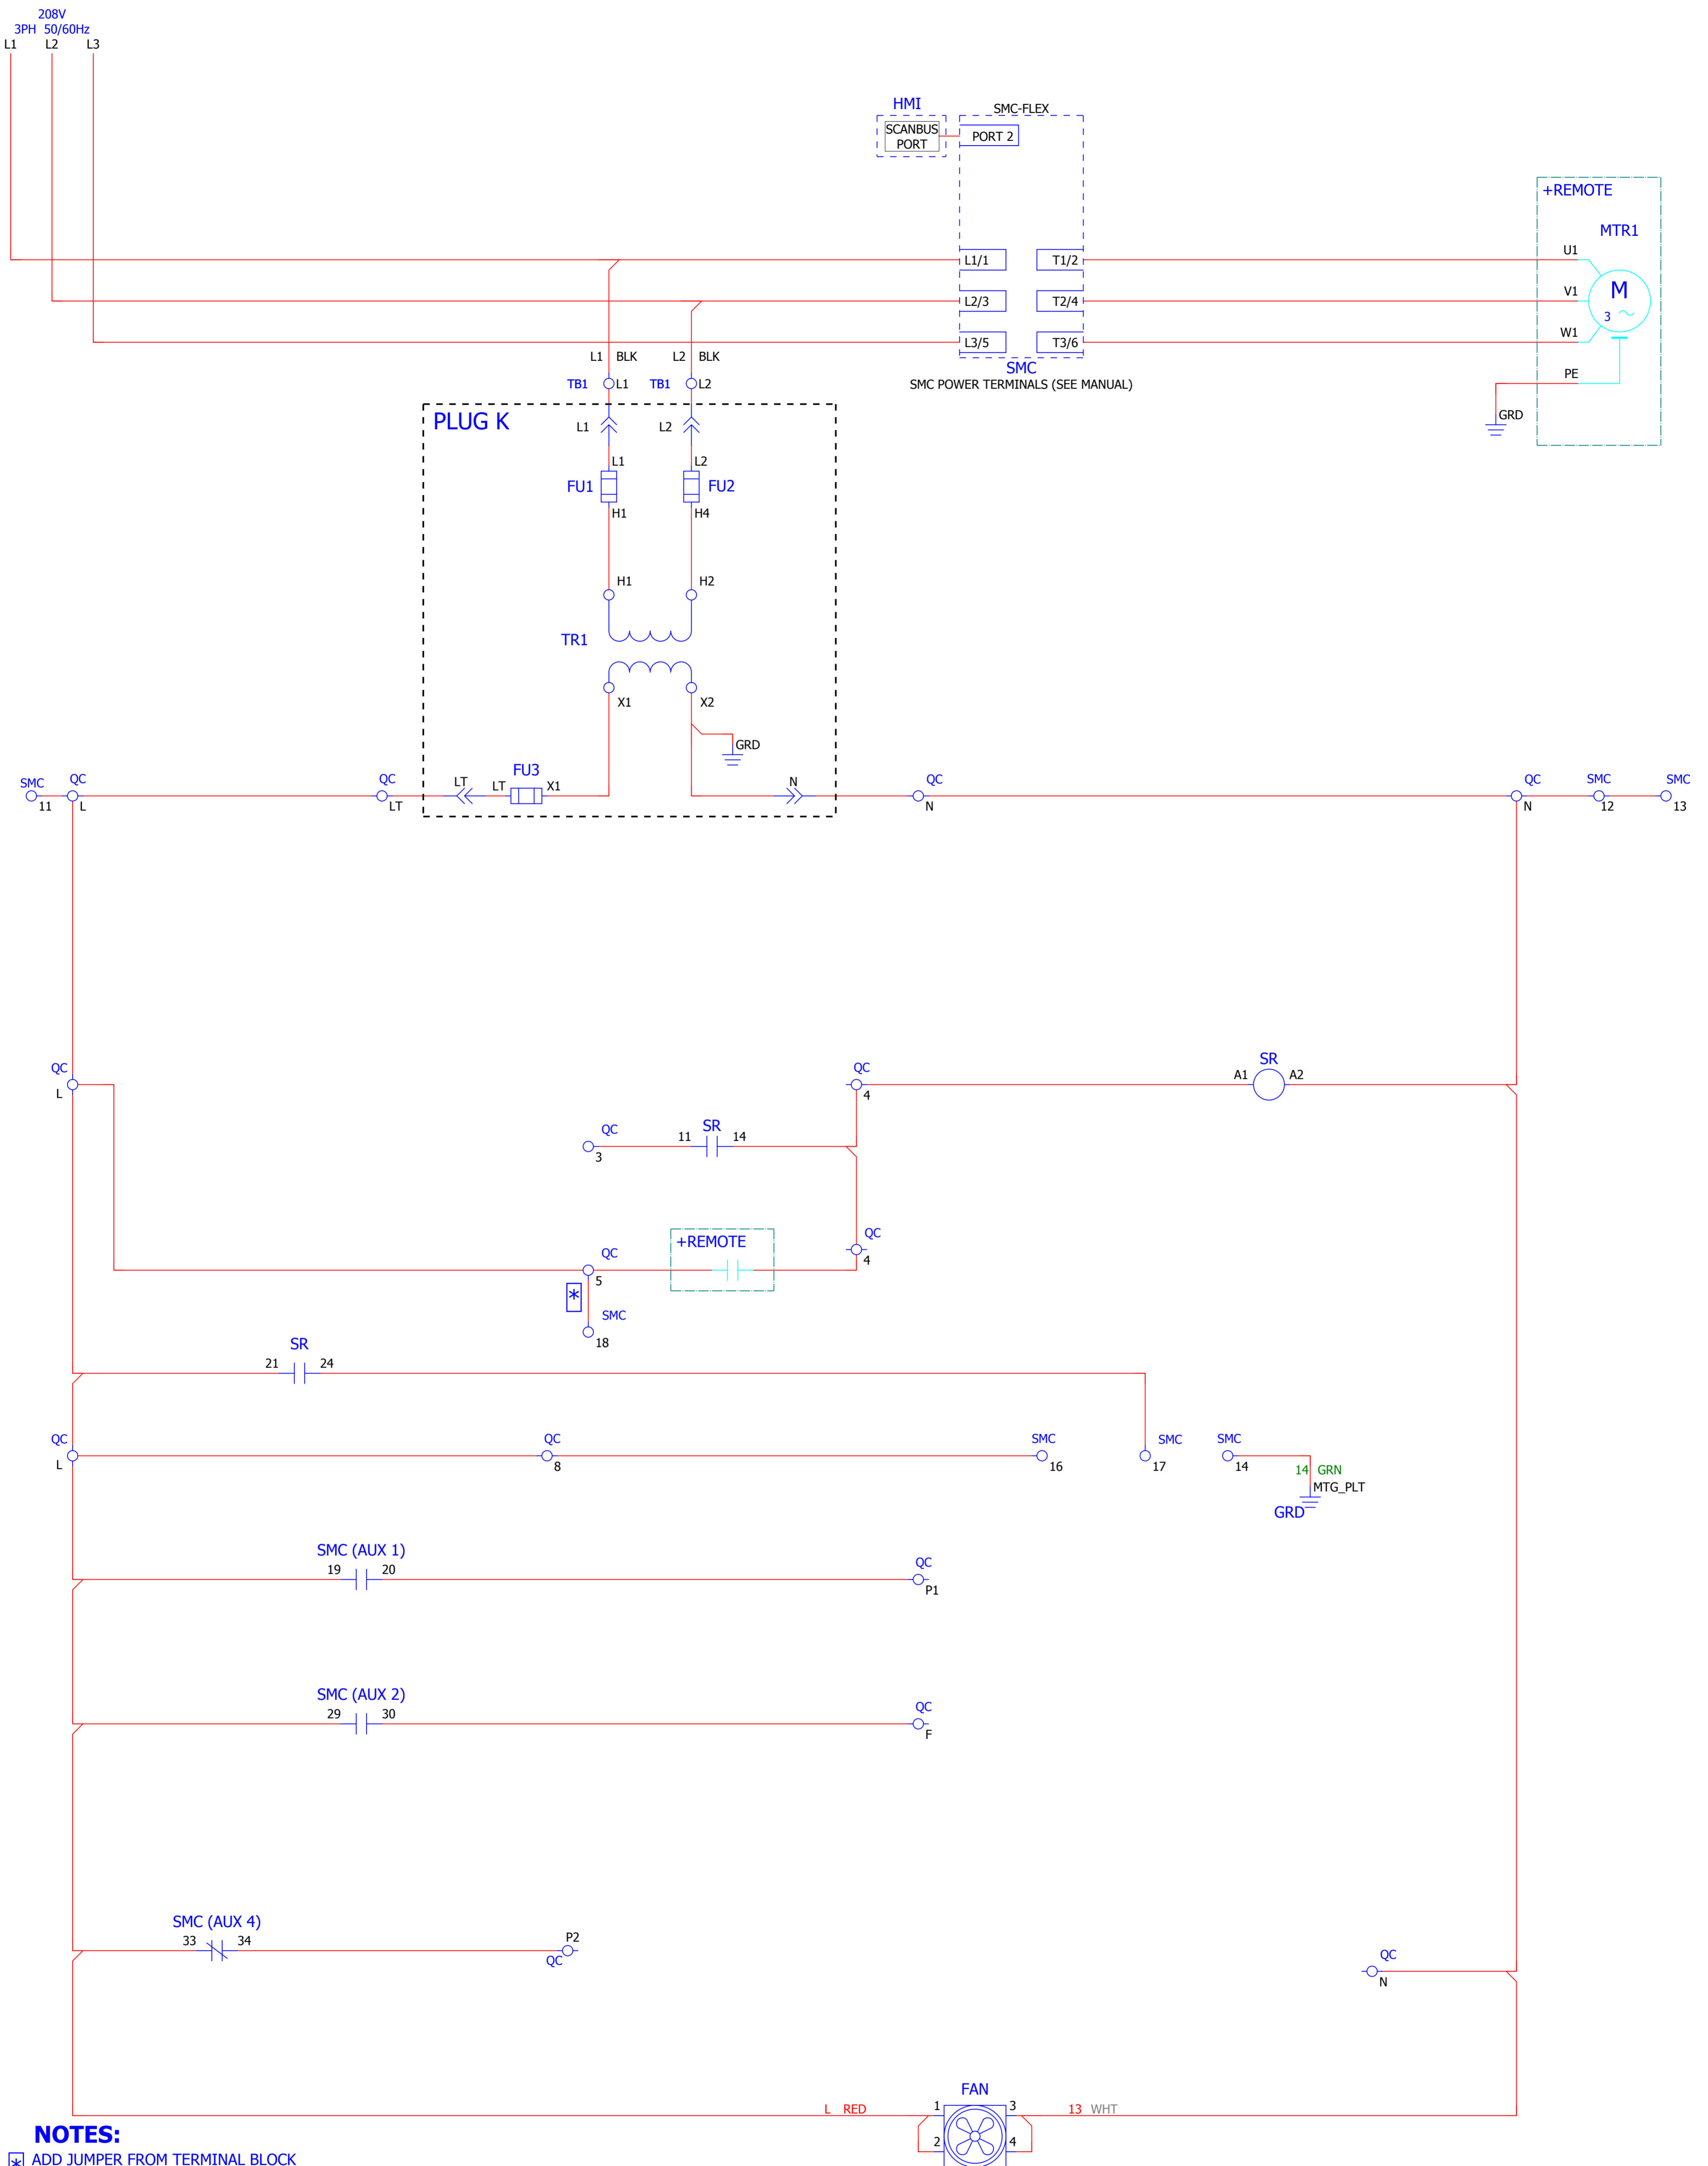 208V
3PH 50/60Hz
L1 L2 L3
HMI
SMC-FLEX
SCANBUS
PORT
PORT 2
+REMOTE
MTR1
L1/1 T1/2 U1
L2/3 T2/4 V1
M
3
L3/5 T3/6 W1
L1 BLK L2 BLK
SMC
PE
TB1 L1 TB1 L2
SMC POWER TERMINALS (SEE MANUAL)
GRD
PLUG K
L1 L2
L1 L2
FU1 FU2
H1 H4
H1 H2
TR1
X1 X2
GRD
SMC QC QC LT LT FU3 X1 N QC QC SMC SMC
11 L LT N N 12 13
QC QC SR
L 4 A1 A2
QC SR
3 11 14
QC
+REMOTE
4
QC
5
*
SMC
18
SR
21 24
QC QC SMC SMC SMC
L 8 16 17 14
14 GRN
MTG_PLT
GRD
SMC (AUX 1)
19 20 QC
P1
SMC (AUX 2)
29 30 QC
F
SMC (AUX 4)
33 34 P2
QC
QC
N
FAN
L RED 1 3 13 WHT
2 4
NOTES:
* ADD JUMPER FROM TERMINAL BLOCK